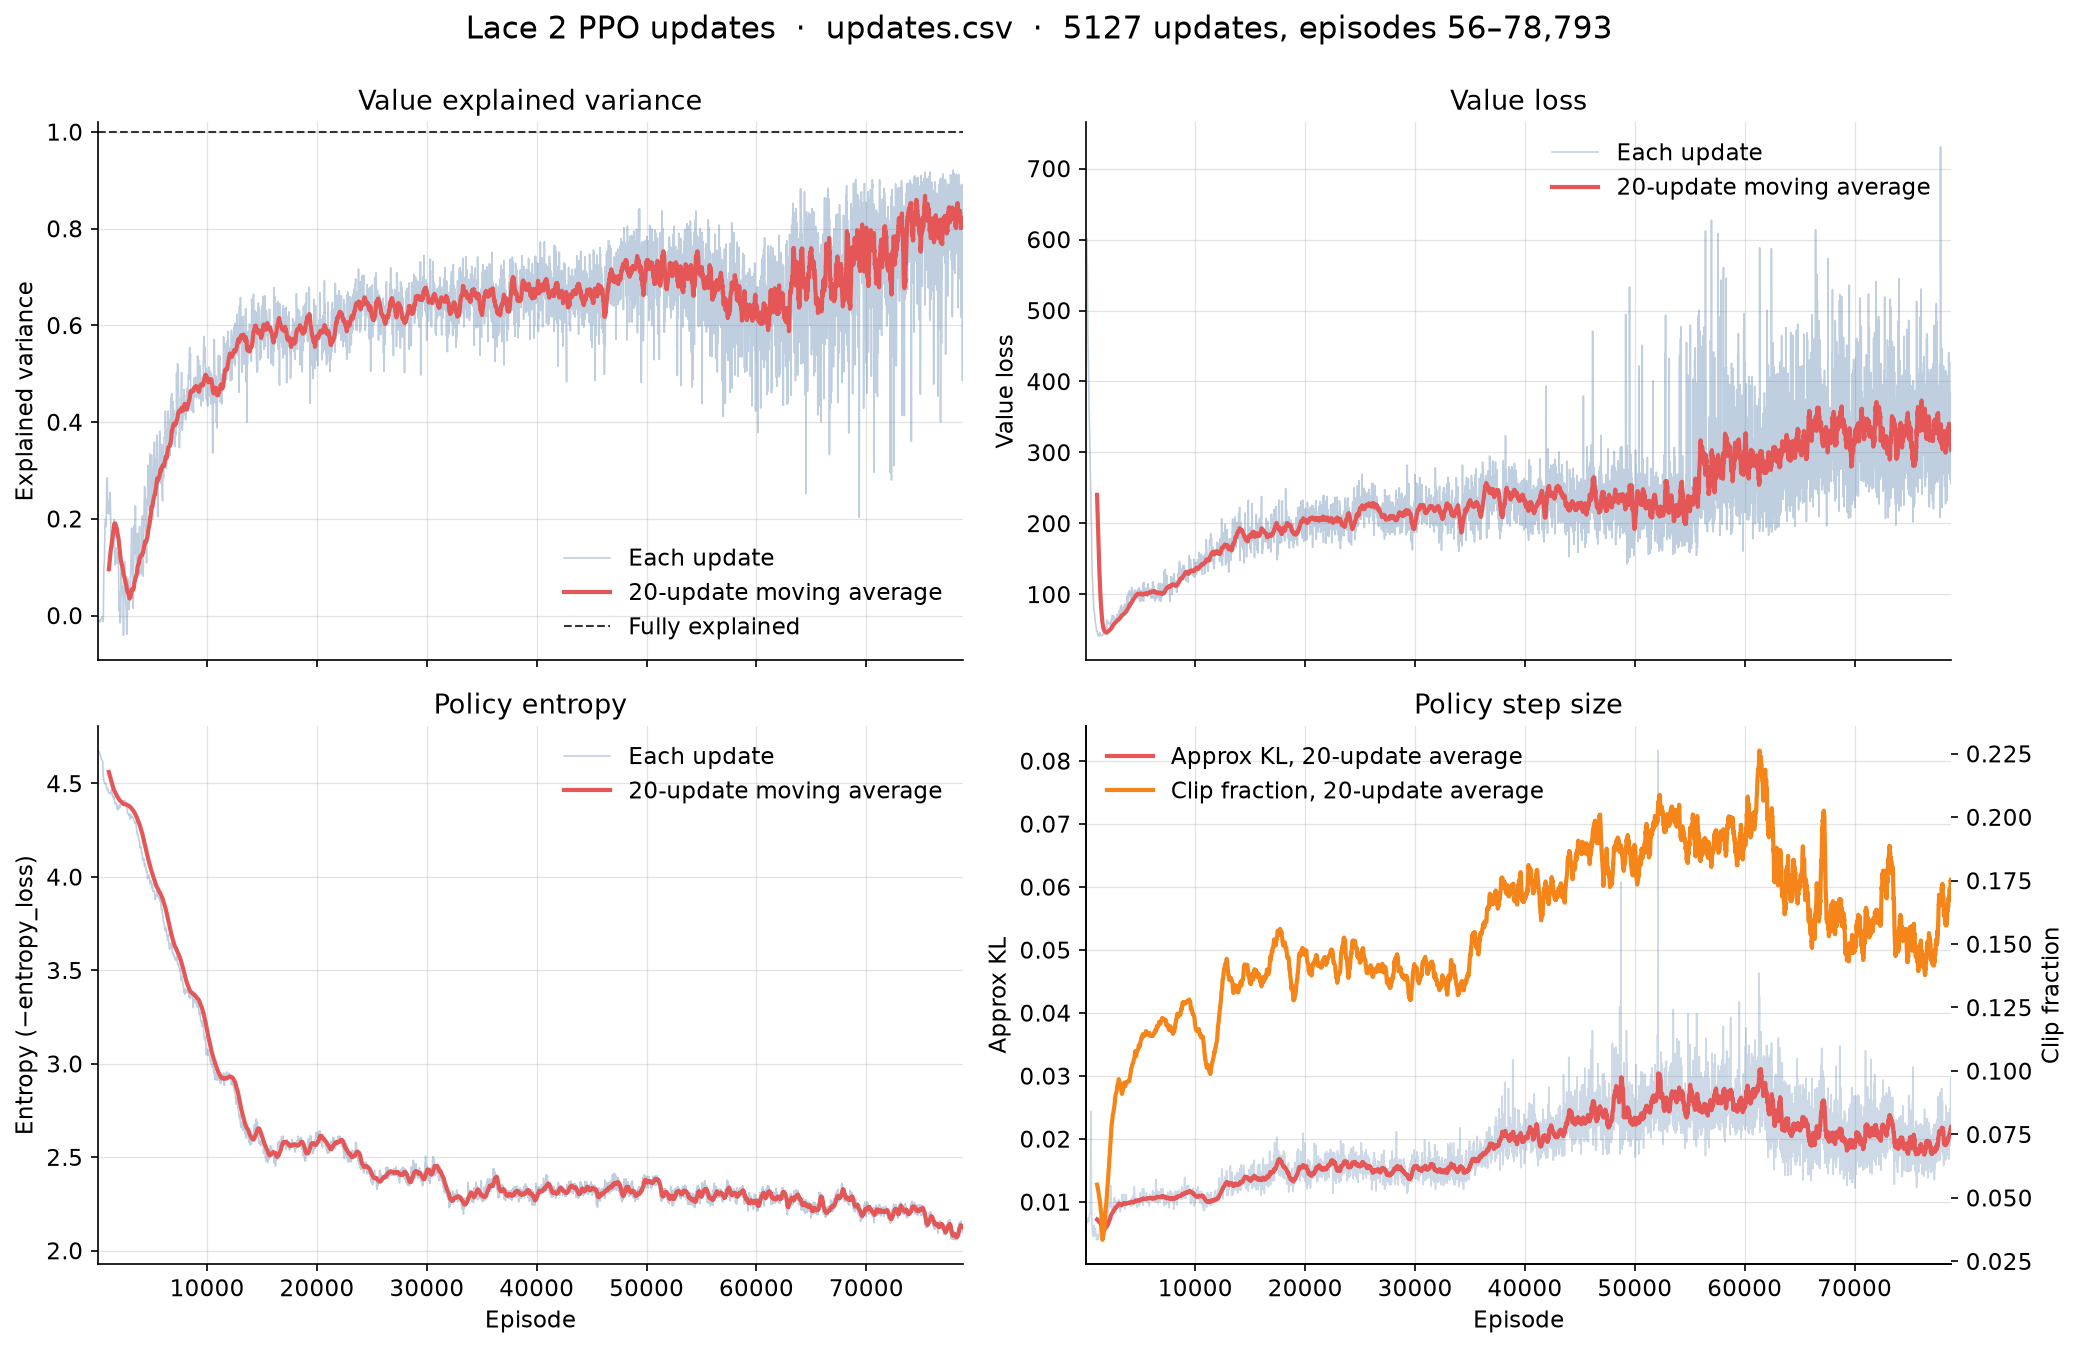 Lace 2 PPO updates · updates.csv · 5127 updates, episodes 56–78,793
Value explained variance
Explained variance
1.0
0.8
0.6
0.4
0.2
0.0
Each update
20-update moving average
Fully explained
Value loss
Value loss
700
600
500
400
300
200
100
Each update
20-update moving average
Policy entropy
Entropy (−entropy_loss)
4.5
4.0
3.5
3.0
2.5
2.0
Each update
20-update moving average
10000 20000 30000 40000 50000 60000 70000
Episode
Policy step size
Approx KL
0.08
0.07
0.06
0.05
0.04
0.03
0.02
0.01
Approx KL, 20-update average
Clip fraction, 20-update average
0.225
0.200
0.175
0.150
0.125
0.100
0.075
0.050
0.025
Clip fraction
10000 20000 30000 40000 50000 60000 70000
Episode